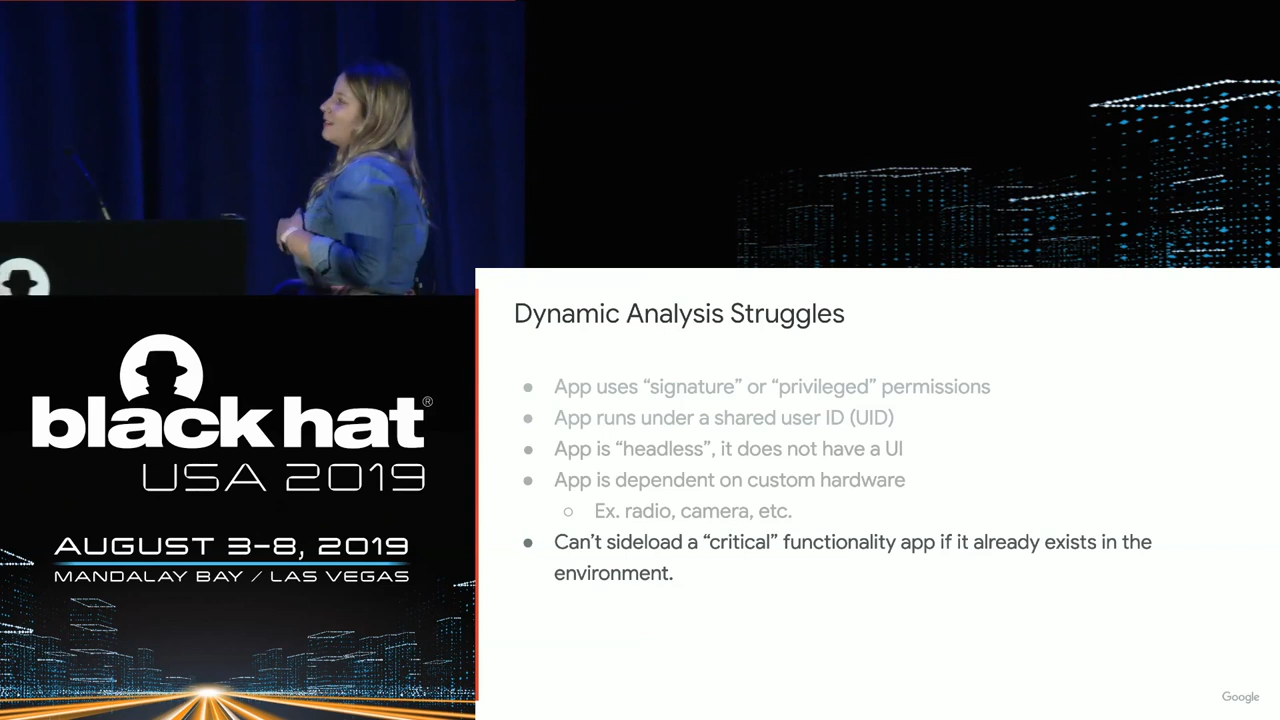 Dynamic Analysis Struggles
● App uses “signature” or “privileged” permissions
● App runs under a shared user ID (UID)
● App is “headless”, it does not have a UI
● App is dependent on custom hardware
○ Ex. radio, camera, etc.
● Can’t sideload a “critical” functionality app if it already exists in the
environment.
Google
black hat®
USA 2019
AUGUST 3–8, 2019
MANDALAY BAY / LAS VEGAS